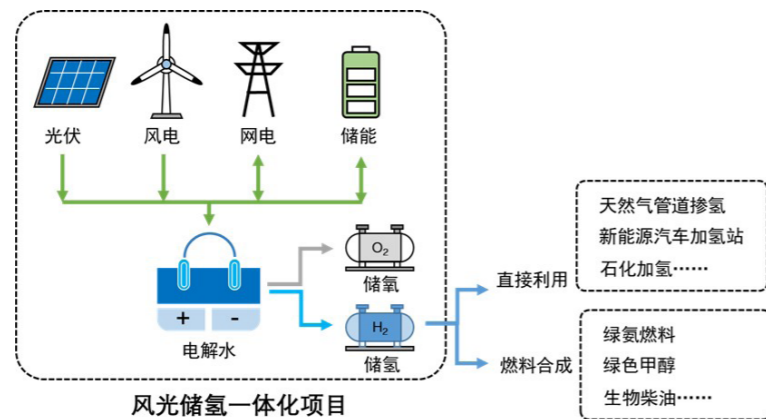 光伏
风电
网电
储能
O₂
储氧
+
-
电解水
H₂
储氢
直接利用
燃料合成
天然气管道掺氢
新能源汽车加氢站
石化加氢……
绿氨燃料
绿色甲醇
生物柴油……
风光储氢一体化项目